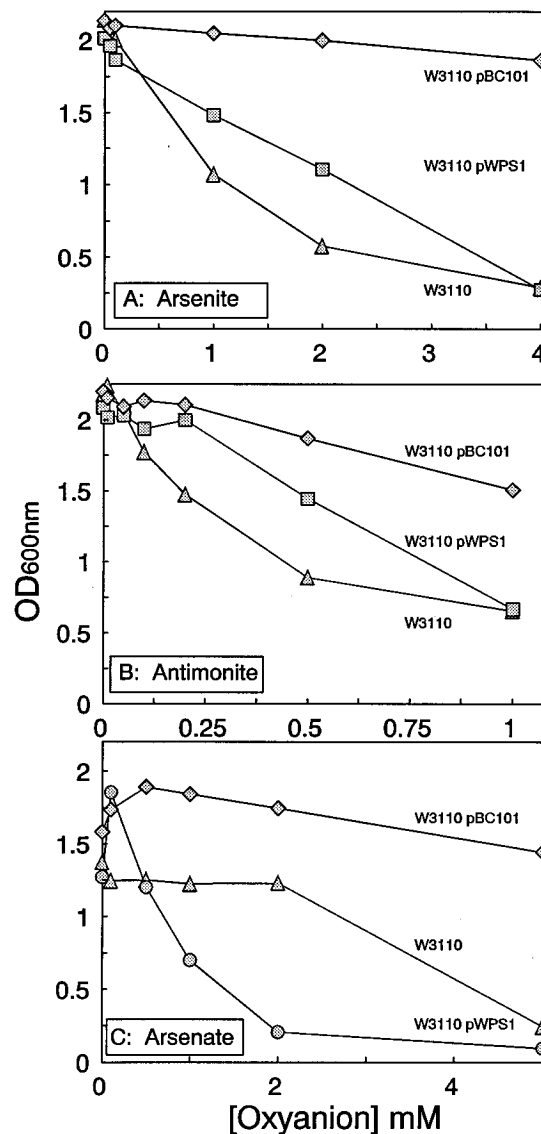 2
W3110 pBC101
1.5
W3110 pWPS1
1
0.5
W3110
A: Arsenite
0
0 1 2 3 4
2
W3110 pBC101
1.5
W3110 pWPS1
1
W3110
0.5
B: Antimonite
0
0 0.25 0.5 0.75 1
OD600nm
2
W3110 pBC101
1.5
W3110
1
0.5
W3110 pWPS1
C: Arsenate
0
0 2 4
[Oxyanion] mM